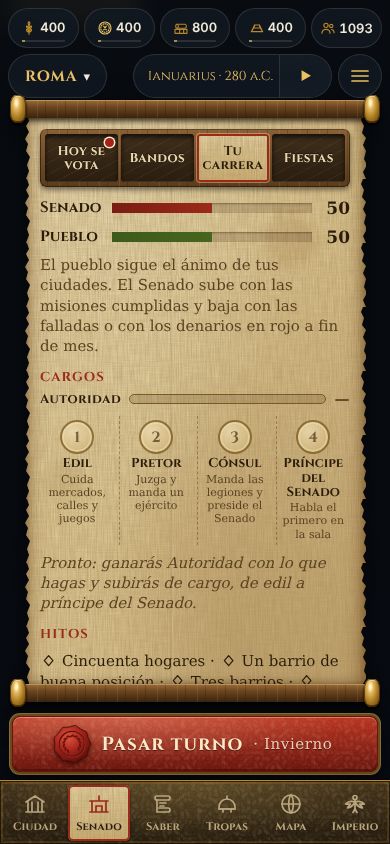 400 400 800 400 1093
ROMA ▾ IANUARIUS · 280 A.C.
HOY SE VOTA
BANDOS
TU CARRERA
FIESTAS
SENADO 50
PUEBLO 50
El pueblo sigue el ánimo de tus
ciudades. El Senado sube con las
misiones cumplidas y baja con las
falladas o con los denarios en rojo a fin
de mes.
CARGOS
AUTORIDAD —
1
EDIL
Cuida
mercados,
calles y
juegos
2
PRETOR
Juzga y
manda un
ejército
3
CÓNSUL
Manda las
legiones y
preside el
Senado
4
PRÍNCIPE
DEL
SENADO
Habla el
primero en
la sala
Pronto: ganarás Autoridad con lo que
hagas y subirás de cargo, de edil a
príncipe del Senado.
HITOS
◇ Cincuenta hogares · ◇ Un barrio de
buena posición · ◇ Tres barrios · ◇
PASAR TURNO · Invierno
CIUDAD SENADO SABER TROPAS MAPA IMPERIO